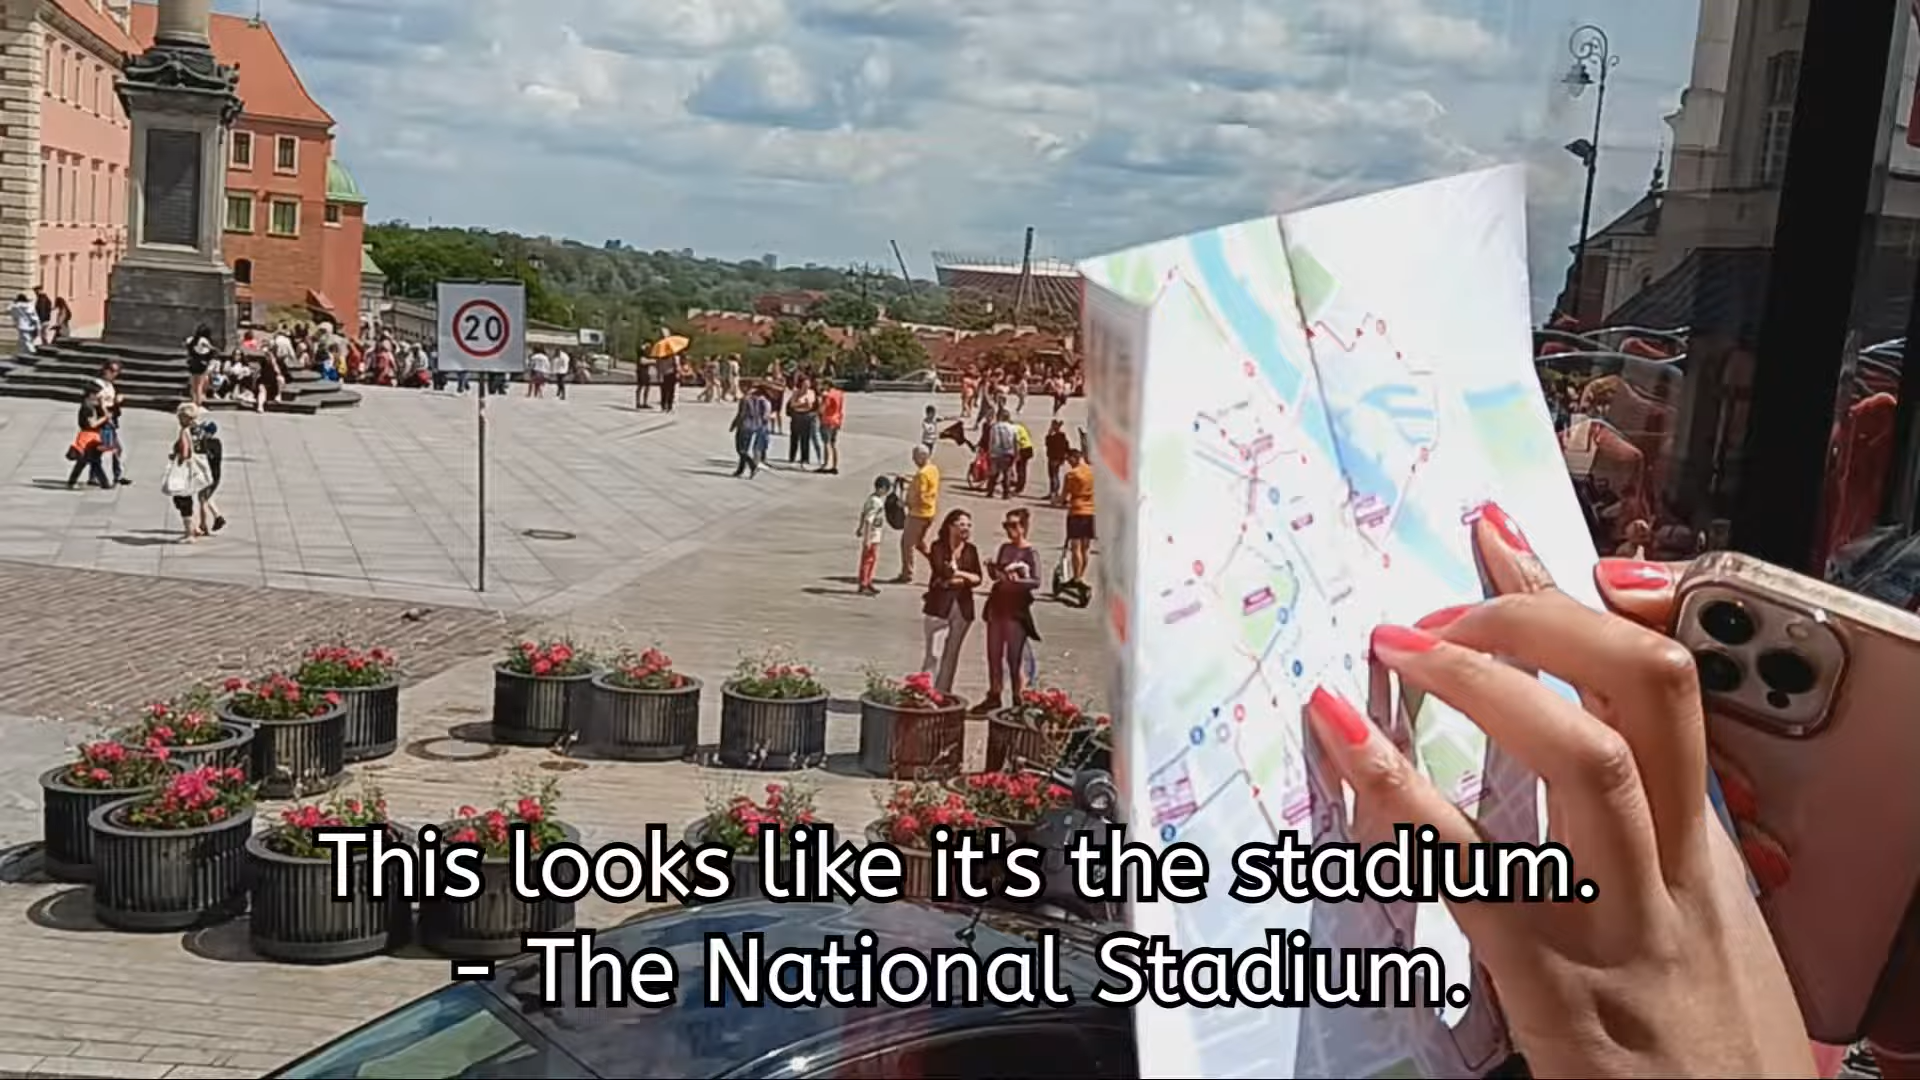 20
This looks like it's the stadium.
- The National Stadium.